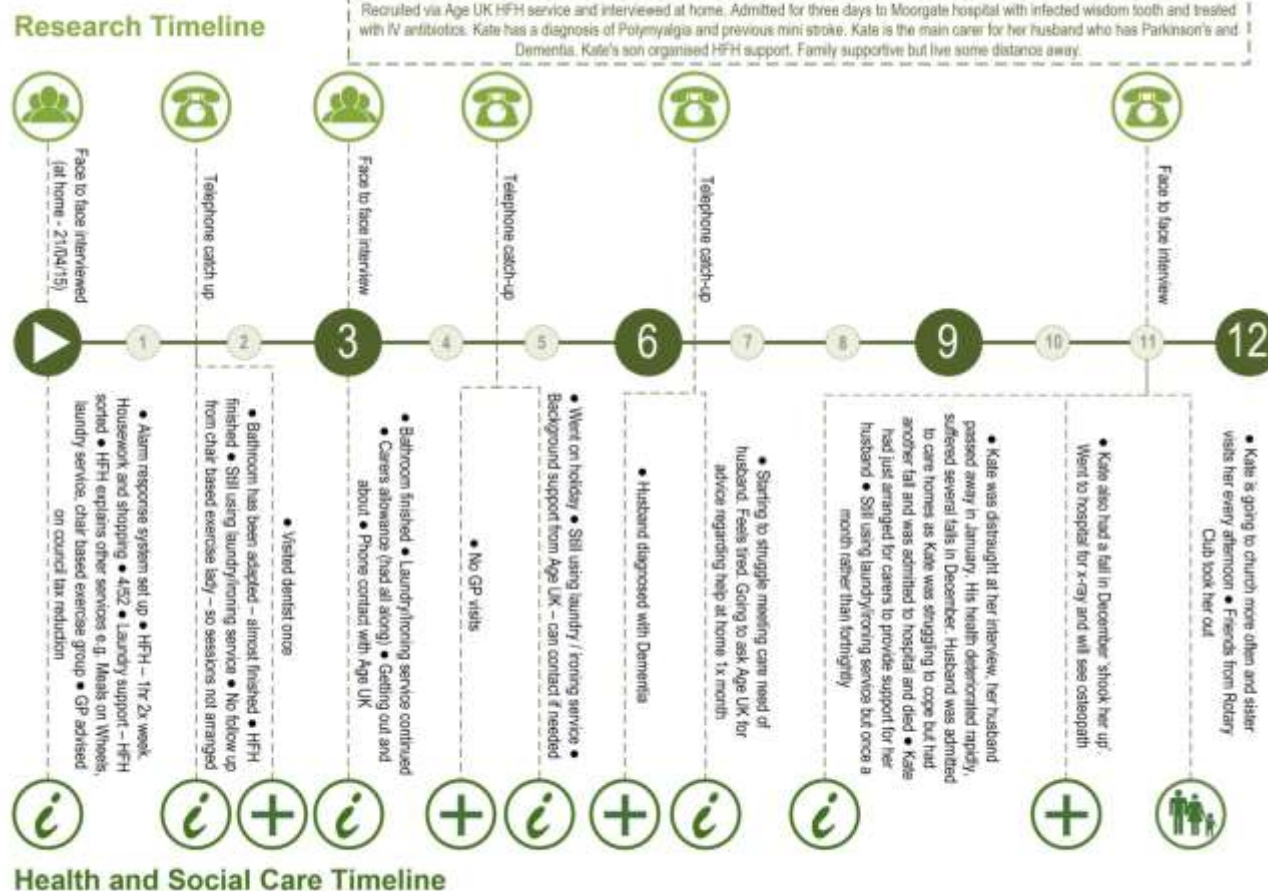 Research Timeline
Recruited via Age UK HFH service and interviewed at home. Admitted for three days to Moorgate hospital with infected wisdom tooth and treated
with IV antibiotics. Kate has a diagnosis of Polymyalgia and previous mini stroke. Kate is the main carer for her husband who has Parkinson's and
Dementia. Kate's son organised HFH support. Family supportive but live some distance away.
Face to face interviewed
(at home - 21/04/15)
Telephone catch up
Face to face interview
Telephone catch-up
Telephone catch-up
Face to face interview
1
2
3
4
5
6
7
8
9
10
11
12
● Alarm response system set up ● HFH – 1hr 2x week.
Housework and shopping ● 4/52 ● Laundry support – HFH
sorted ● HFH explains other services e.g. Meals on Wheels,
laundry service, chair based exercise group ● GP advised
on council tax reduction
● Bathroom has been adapted – almost finished ● HFH
finished ● Still using laundry/ironing service ● No follow up
from chair based exercise lady – so sessions not arranged
● Visited dentist once
● Bathroom finished ● Laundry/ironing service continued
● Carers allowance (had all along) ● Getting out and
about ● Phone contact with Age UK
● No GP visits
● Went on holiday ● Still using laundry / ironing service ●
Background support from Age UK – can contact if needed
● Husband diagnosed with Dementia
● Starting to struggle meeting care need of
husband. Feels tired. Going to ask Age UK for
advice regarding help at home 1x month
● Kate was distraught at her interview, her husband
passed away in January. His health deteriorated rapidly,
suffered several falls in December. Husband was admitted
to care homes as Kate was struggling to cope but had
another fall and was admitted to hospital and died ● Kate
had just arranged for carers to provide support for her
husband ● Still using laundry/ironing service but once a
month rather than fortnightly
● Kate also had a fall in December 'shook her up'.
Went to hospital for x-ray and will see osteopath
● Kate is going to church more often and sister
visits her every afternoon ● Friends from Rotary
Club took her out
Health and Social Care Timeline